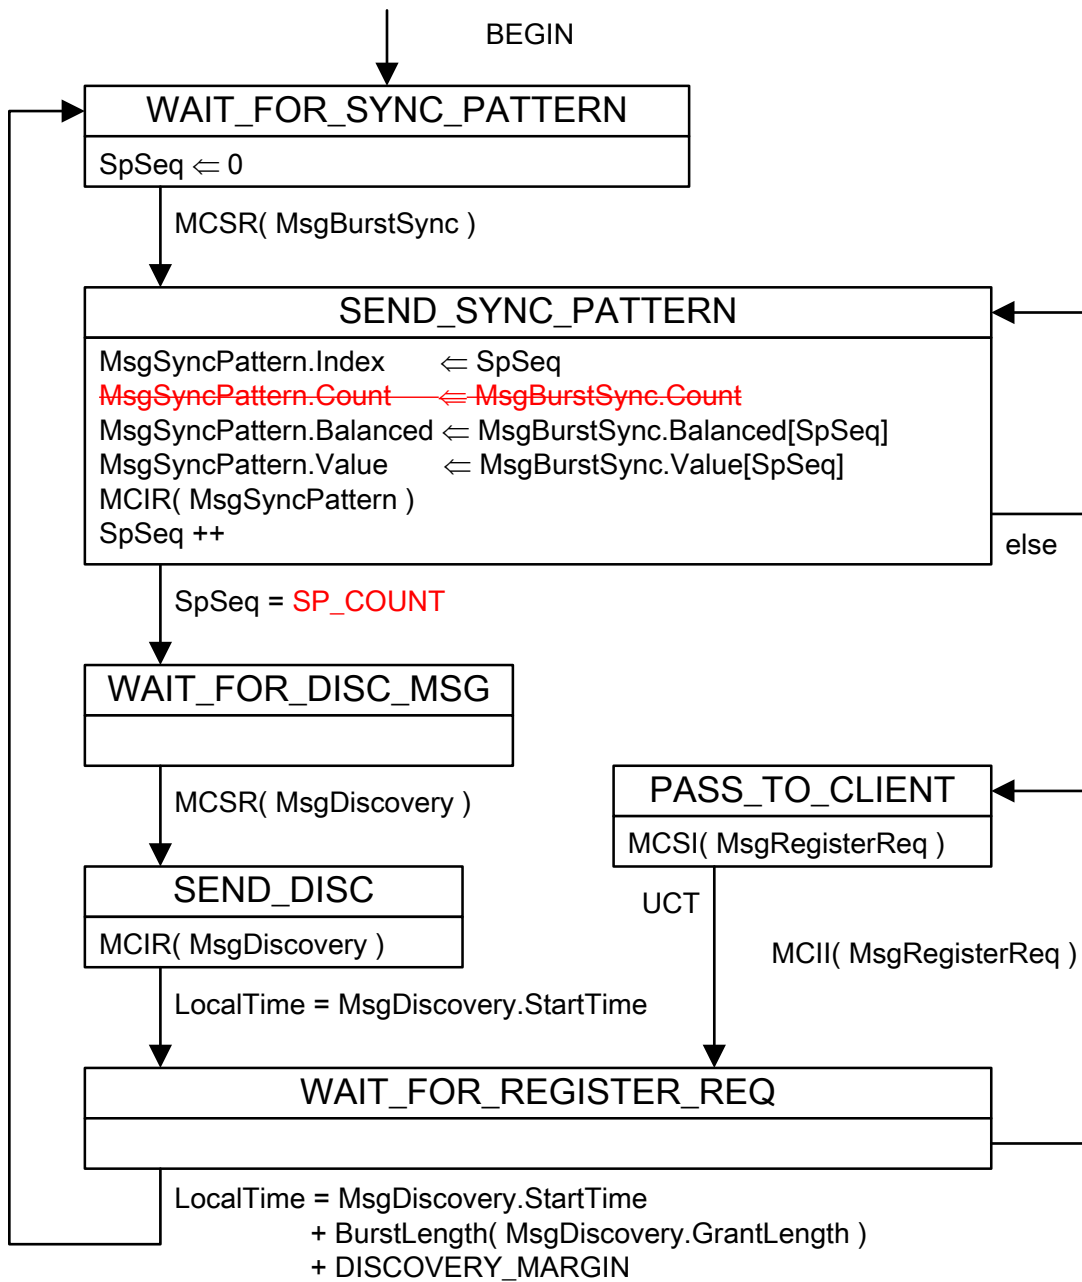 BEGIN
WAIT_FOR_SYNC_PATTERN
SpSeq ⇐ 0
MCSR( MsgBurstSync )
SEND_SYNC_PATTERN
MsgSyncPattern.Index ⇐ SpSeq
MsgSyncPattern.Count ⇐ MsgBurstSync.Count
MsgSyncPattern.Balanced ⇐ MsgBurstSync.Balanced[SpSeq]
MsgSyncPattern.Value ⇐ MsgBurstSync.Value[SpSeq]
MCIR( MsgSyncPattern )
SpSeq ++
else
SpSeq = SP_COUNT
WAIT_FOR_DISC_MSG
MCSR( MsgDiscovery )
PASS_TO_CLIENT
MCSI( MsgRegisterReq )
SEND_DISC
MCIR( MsgDiscovery )
UCT
MCII( MsgRegisterReq )
LocalTime = MsgDiscovery.StartTime
WAIT_FOR_REGISTER_REQ
LocalTime = MsgDiscovery.StartTime
+ BurstLength( MsgDiscovery.GrantLength )
+ DISCOVERY_MARGIN